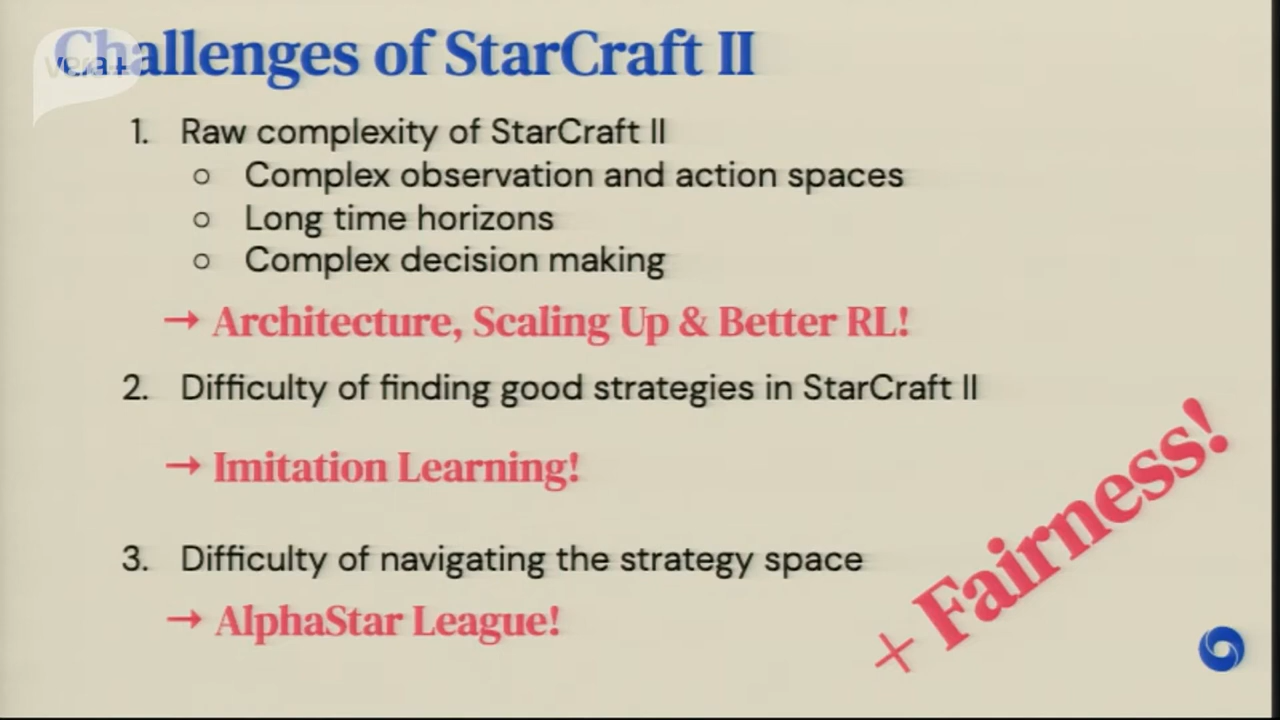 Challenges of StarCraft II
1. Raw complexity of StarCraft II
○ Complex observation and action spaces
○ Long time horizons
○ Complex decision making
→ Architecture, Scaling Up & Better RL!
2. Difficulty of finding good strategies in StarCraft II
→ Imitation Learning!
3. Difficulty of navigating the strategy space
→ AlphaStar League!
+ Fairness!